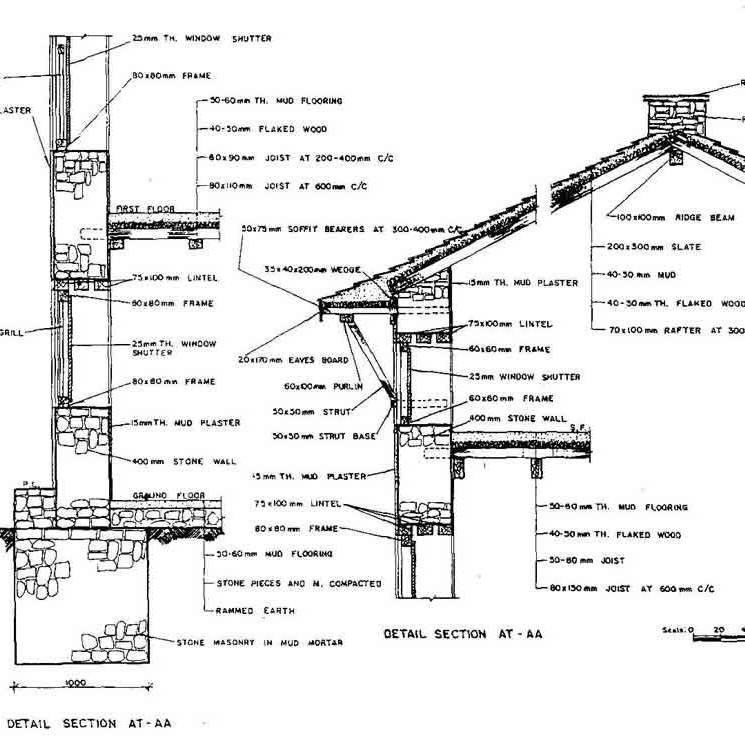 25mm TH. WINDOW SHUTTER
80x80mm FRAME
LASTER
50-60mm TH. MUD FLOORING
40-50mm FLAKED WOOD
80x90mm JOIST AT 200-400mm C/C
80x110mm JOIST AT 600mm C/C
FIRST FLOOR
75x100mm LINTEL
60x80mm FRAME
GRILL
25mm TH. WINDOW
SHUTTER
80x80mm FRAME
15mm TH. MUD PLASTER
400mm STONE WALL
P.L.
GROUND FLOOR
50-60mm MUD FLOORING
STONE PIECES AND M. COMPACTED
RAMMED EARTH
STONE MASONRY IN MUD MORTAR
1000
DETAIL SECTION AT-AA
50x75mm SOFFIT BEARERS AT 300-400mm C/C
35x40x200mm WEDGE
20x170mm EAVES BOARD
60x100mm PURLIN
50x50mm STRUT
50x50mm STRUT BASE
15mm TH. MUD PLASTER
75x100mm LINTEL
80x80mm FRAME
100x100mm RIDGE BEAM
200x300mm SLATE
40-50mm MUD
40-50mm TH. FLAKED WOOD
70x100mm RAFTER AT 300
15mm TH. MUD PLASTER
75x100mm LINTEL
60x60mm FRAME
25mm WINDOW SHUTTER
60x60mm FRAME
400mm STONE WALL
S.F.
50-60mm TH. MUD FLOORING
40-50mm TH. FLAKED WOOD
50-80mm JOIST
80x150mm JOIST AT 600mm C/C
DETAIL SECTION AT-AA
Scale: 0 20